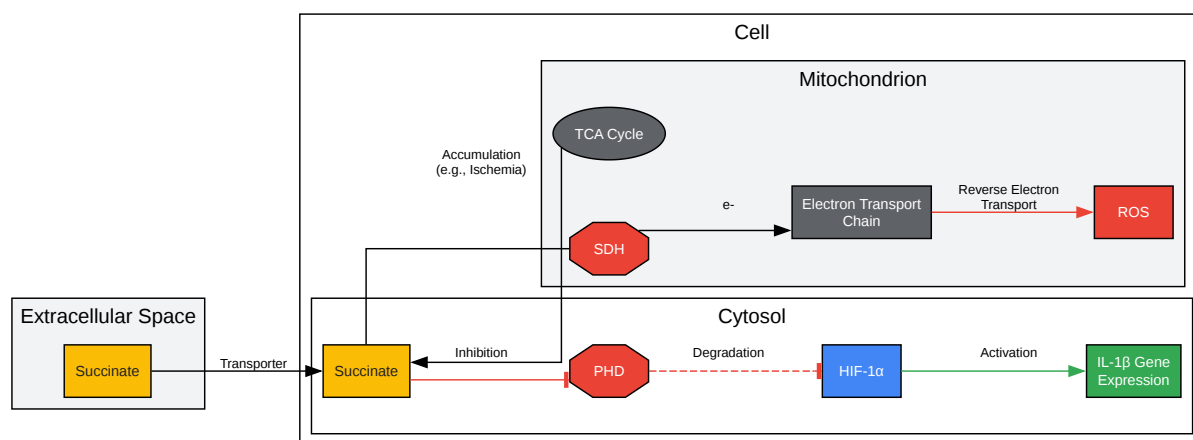 Cell
Mitochondrion
TCA Cycle
Accumulation
(e.g., Ischemia)
e-
Electron Transport
Chain
Reverse Electron
Transport
ROS
SDH
Extracellular Space
Succinate
Transporter
Cytosol
Succinate
Inhibition
PHD
Degradation
HIF-1α
Activation
IL-1β Gene
Expression